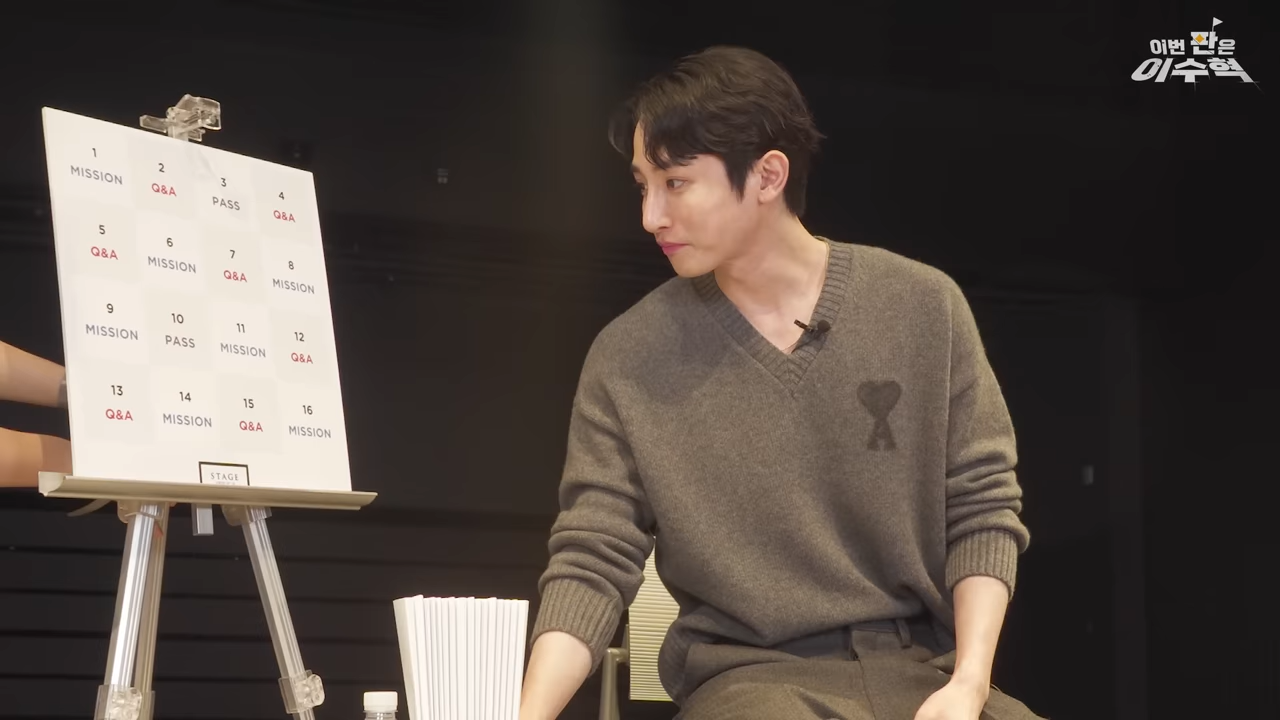 이번 판은
이수혁
1
MISSION
2
Q&A
3
PASS
4
Q&A
5
Q&A
6
MISSION
7
Q&A
8
MISSION
9
MISSION
10
PASS
11
MISSION
12
Q&A
13
Q&A
14
MISSION
15
Q&A
16
MISSION
STAGE